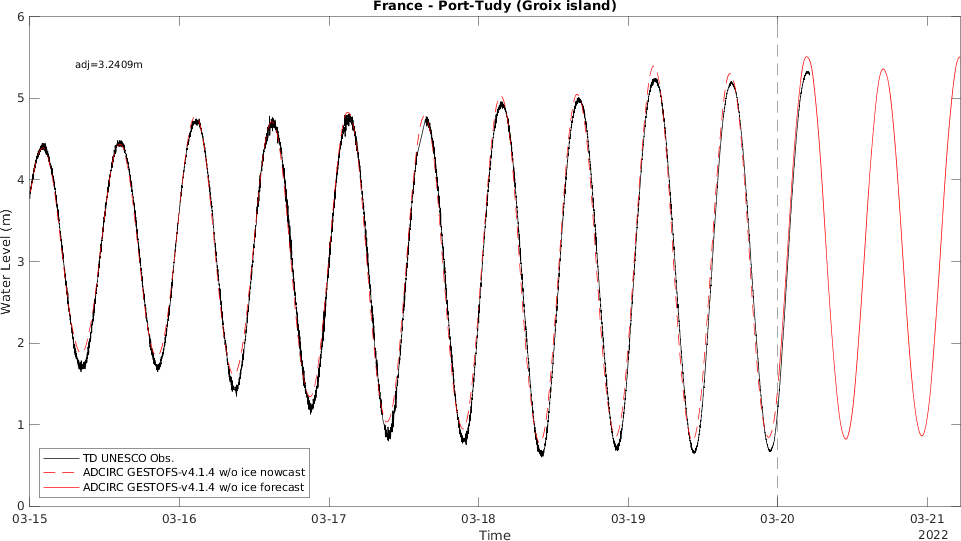 France - Port-Tudy (Groix island)
6
adj=3.2409m
5
4
3
2
1
0
Water Level (m)
TD UNESCO Obs.
ADCIRC GESTOFS-v4.1.4 w/o ice nowcast
ADCIRC GESTOFS-v4.1.4 w/o ice forecast
03-15 03-16 03-17 03-18 03-19 03-20 03-21
Time
2022